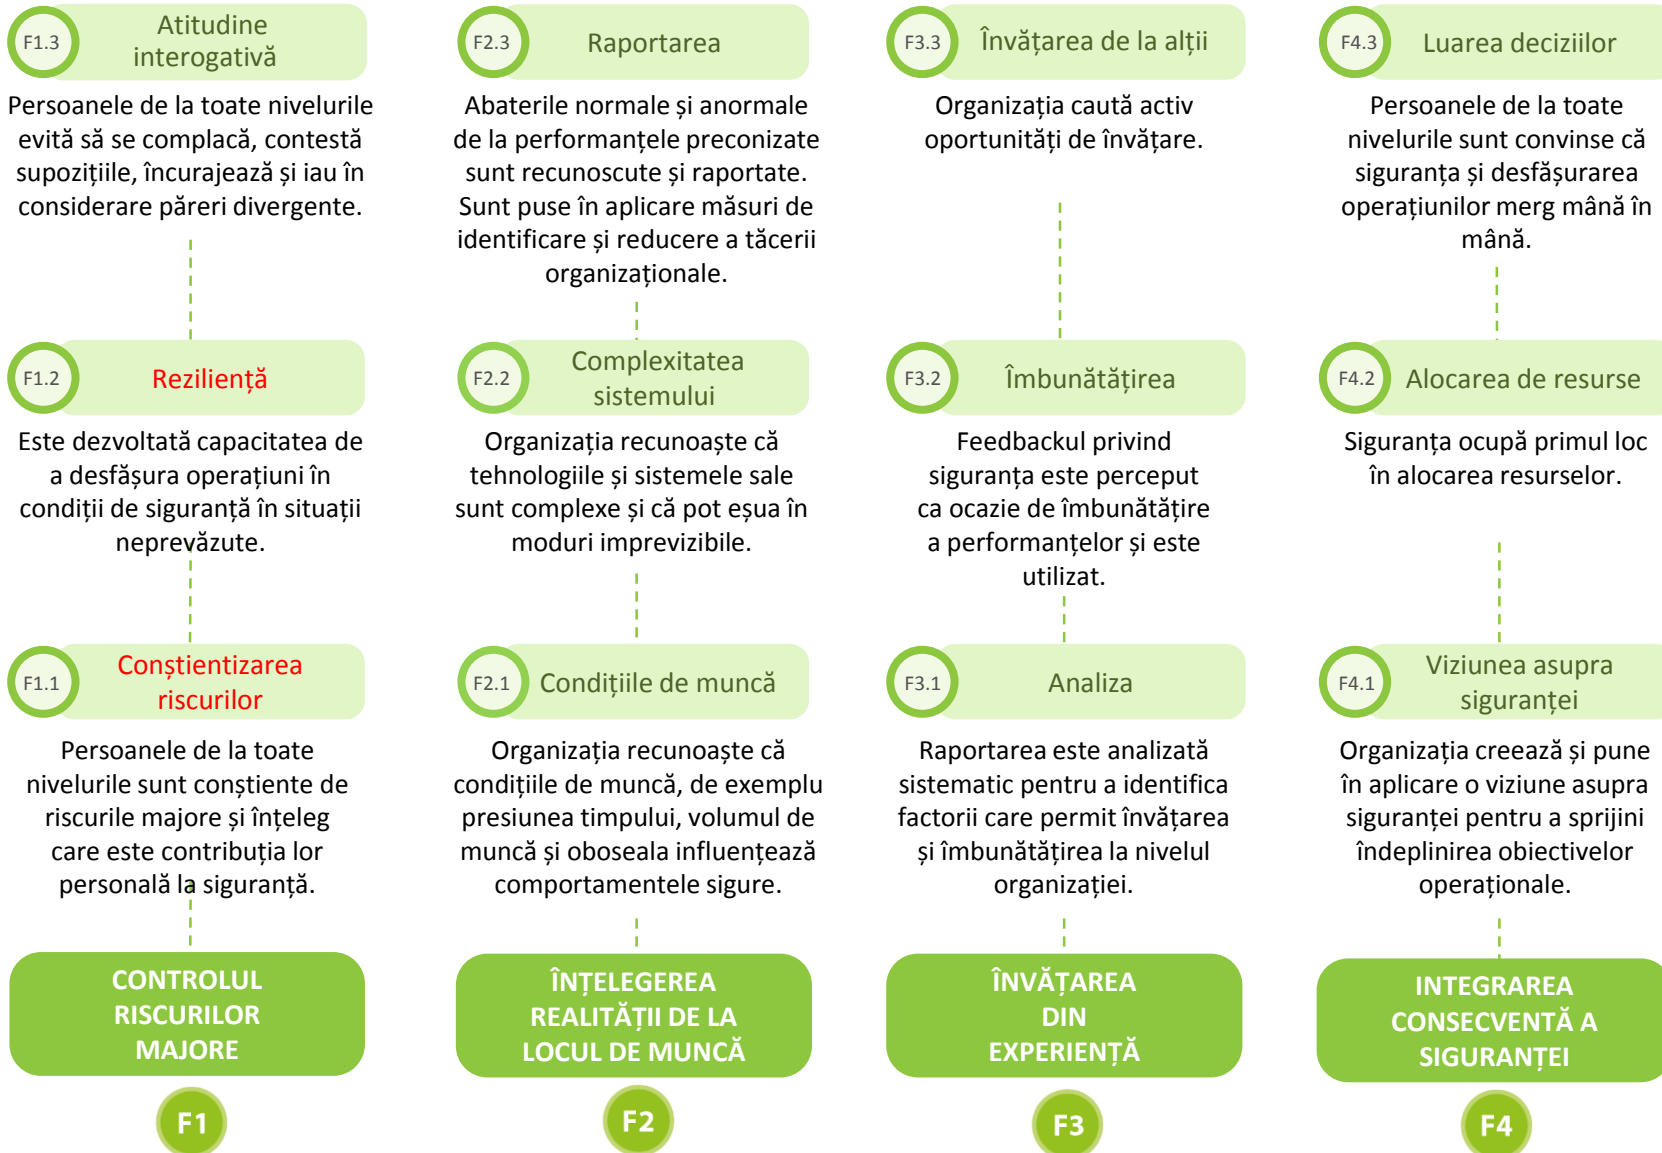 F1.3
Atitudine
interogativă
Persoanele de la toate nivelurile
evită să se complacă, contestă
supozițiile, încurajează și iau în
considerare păreri divergente.
F1.2
Reziliență
Este dezvoltată capacitatea de
a desfășura operațiuni în
condiții de siguranță în situații
neprevăzute.
F1.1
Conștientizarea
riscurilor
Persoanele de la toate
nivelurile sunt conștiente de
riscurile majore și înțeleg
care este contribuția lor
personală la siguranță.
CONTROLUL
RISCURILOR
MAJORE
F1
F2.3
Raportarea
Abaterile normale și anormale
de la performanțele preconizate
sunt recunoscute și raportate.
Sunt puse în aplicare măsuri de
identificare și reducere a tăcerii
organizaționale.
F2.2
Complexitatea
sistemului
Organizația recunoaște că
tehnologiile și sistemele sale
sunt complexe și că pot eșua în
moduri imprevizibile.
F2.1
Condițiile de muncă
Organizația recunoaște că
condițiile de muncă, de exemplu
presiunea timpului, volumul de
muncă și oboseala influențează
comportamentele sigure.
ÎNȚELEGEREA
REALITĂȚII DE LA
LOCUL DE MUNCĂ
F2
F3.3
Învățarea de la alții
Organizația caută activ
oportunități de învățare.
F3.2
Îmbunătățirea
Feedbackul privind
siguranța este perceput
ca ocazie de îmbunătățire
a performanțelor și este
utilizat.
F3.1
Analiza
Raportarea este analizată
sistematic pentru a identifica
factorii care permit învățarea
și îmbunătățirea la nivelul
organizației.
ÎNVĂȚAREA
DIN
EXPERIENȚĂ
F3
F4.3
Luarea deciziilor
Persoanele de la toate
nivelurile sunt convinse că
siguranța și desfășurarea
operațiunilor merg mână în
mână.
F4.2
Alocarea de resurse
Siguranța ocupă primul loc
în alocarea resurselor.
F4.1
Viziunea asupra
siguranței
Organizația creează și pune
în aplicare o viziune asupra
siguranței pentru a sprijini
îndeplinirea obiectivelor
operaționale.
INTEGRAREA
CONSECVENTĂ A
SIGURANȚEI
F4